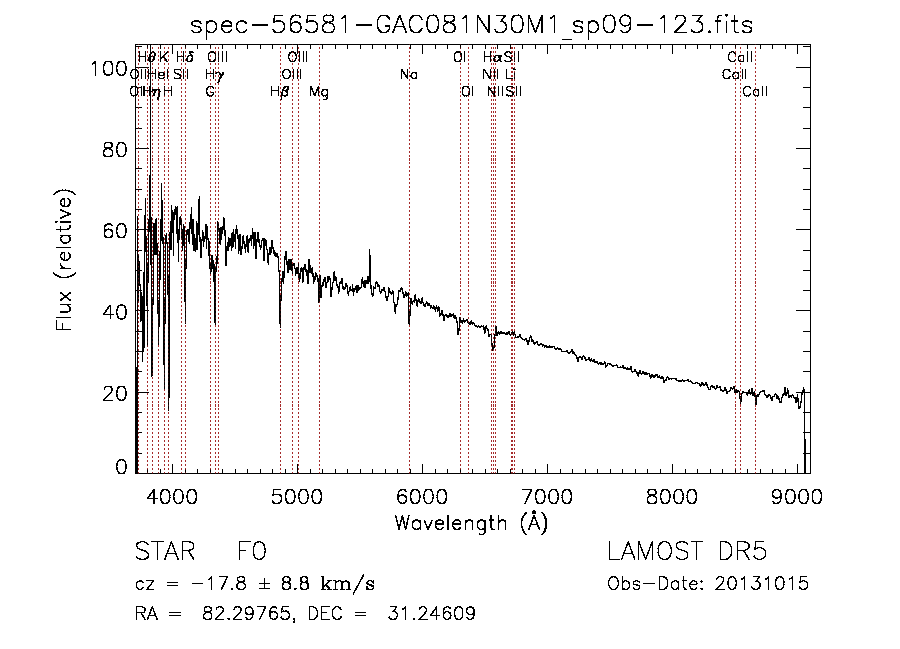 spec-56581-GAC081N30M1_sp09-123.fits
Hθ K Hδ OIII OIII OI Hα SII CaII
OII HeI SII Hγ OIII Na NII Li CaII
OII Hη H G Hβ Mg OI NII SII CaII
Flux (relative)
100
80
60
40
20
0
4000 5000 6000 7000 8000 9000
Wavelength (Å)
STAR F0 LAMOST DR5
cz = -17.8 ± 8.8 km/s Obs-Date: 20131015
RA = 82.29765, DEC = 31.24609